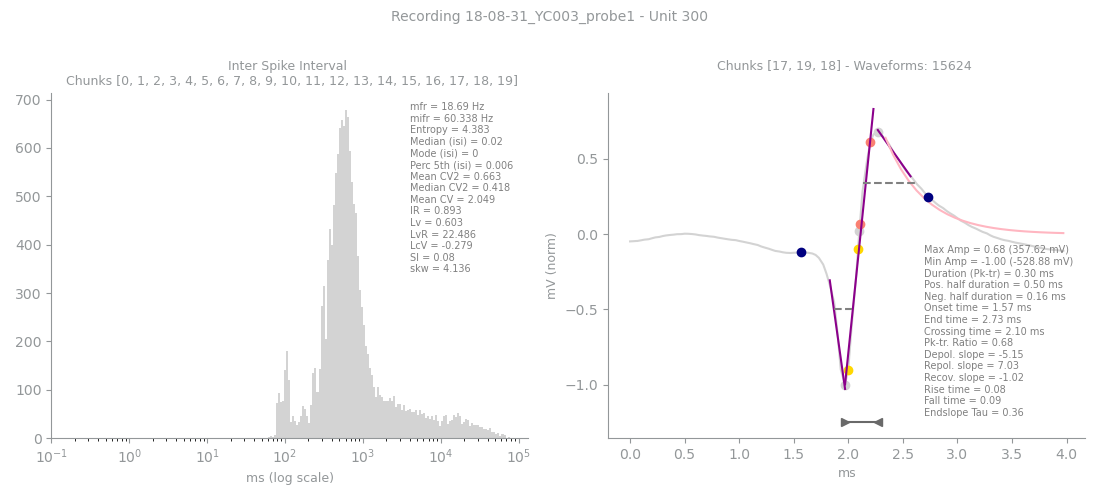 Recording 18-08-31_YC003_probe1 - Unit 300
Inter Spike Interval
Chunks [0, 1, 2, 3, 4, 5, 6, 7, 8, 9, 10, 11, 12, 13, 14, 15, 16, 17, 18, 19]
700
600
500
400
300
200
100
0
mfr = 18.69 Hz
mifr = 60.338 Hz
Entropy = 4.383
Median (isi) = 0.02
Mode (isi) = 0
Perc 5th (isi) = 0.006
Mean CV2 = 0.663
Median CV2 = 0.418
Mean CV = 2.049
IR = 0.893
Lv = 0.603
LvR = 22.486
LcV = -0.279
SI = 0.08
skw = 4.136
10⁻¹ 10⁰ 10¹ 10² 10³ 10⁴ 10⁵
ms (log scale)
Chunks [17, 19, 18] - Waveforms: 15624
mV (norm)
0.5
0.0
−0.5
−1.0
Max Amp = 0.68 (357.62 mV)
Min Amp = -1.00 (-528.88 mV)
Duration (Pk-tr) = 0.30 ms
Pos. half duration = 0.50 ms
Neg. half duration = 0.16 ms
Onset time = 1.57 ms
End time = 2.73 ms
Crossing time = 2.10 ms
Pk-tr. Ratio = 0.68
Depol. slope = -5.15
Repol. slope = 7.03
Recov. slope = -1.02
Rise time = 0.08
Fall time = 0.09
Endslope Tau = 0.36
0.0 0.5 1.0 1.5 2.0 2.5 3.0 3.5 4.0
ms